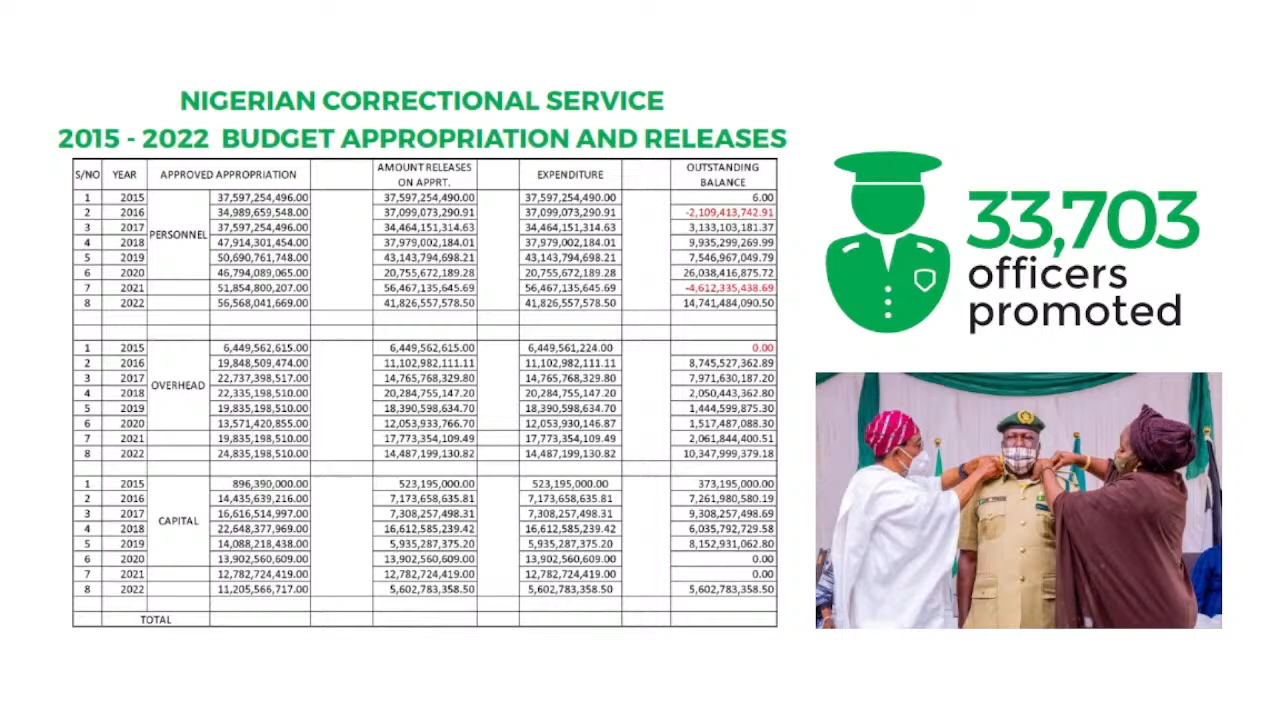 NIGERIAN CORRECTIONAL SERVICE
2015 - 2022 BUDGET APPROPRIATION AND RELEASES
S/NO YEAR APPROVED APPROPRIATION AMOUNT RELEASES ON APPRT. EXPENDITURE OUTSTANDING BALANCE
1 2015 37,597,254,496.00 37,597,254,490.00 37,597,254,490.00 6.00
2 2016 34,989,659,548.00 37,099,073,290.91 37,099,073,290.91 -2,109,413,742.91
3 2017 37,597,254,496.00 34,464,151,314.63 34,464,151,314.63 3,133,103,181.37
PERSONNEL
4 2018 47,914,301,454.00 37,979,002,184.01 37,979,002,184.01 9,935,299,269.99
5 2019 50,690,761,748.00 43,143,794,698.21 43,143,794,698.21 7,546,967,049.79
6 2020 46,794,089,065.00 20,755,672,189.28 20,755,672,189.28 26,038,416,875.72
7 2021 51,854,800,207.00 56,467,135,645.69 56,467,135,645.69 -4,612,335,438.69
8 2022 56,568,041,669.00 41,826,557,578.50 41,826,557,578.50 14,741,484,090.50
1 2015 6,449,562,615.00 6,449,562,615.00 6,449,561,224.00 0.00
2 2016 19,848,509,474.00 11,102,982,111.11 11,102,982,111.11 8,745,527,362.89
3 2017 22,737,398,517.00 14,765,768,329.80 14,765,768,329.80 7,971,630,187.20
OVERHEAD
4 2018 22,335,198,510.00 20,284,755,147.20 20,284,755,147.20 2,050,443,362.80
5 2019 19,835,198,510.00 18,390,598,634.70 18,390,598,634.70 1,444,599,875.30
6 2020 13,571,420,855.00 12,053,933,766.70 12,053,930,146.87 1,517,487,088.30
7 2021 19,835,198,510.00 17,773,354,109.49 17,773,354,109.49 2,061,844,400.51
8 2022 24,835,198,510.00 14,487,199,130.82 14,487,199,130.82 10,347,999,379.18
1 2015 896,390,000.00 523,195,000.00 523,195,000.00 373,195,000.00
2 2016 14,435,639,216.00 7,173,658,635.81 7,173,658,635.81 7,261,980,580.19
3 2017 16,616,514,997.00 7,308,257,498.31 7,308,257,498.31 9,308,257,498.69
CAPITAL
4 2018 22,648,377,969.00 16,612,585,239.42 16,612,585,239.42 6,035,792,729.58
5 2019 14,088,218,438.00 5,935,287,375.20 5,935,287,375.20 8,152,931,062.80
6 2020 13,902,560,609.00 13,902,560,609.00 13,902,560,609.00 0.00
7 2021 12,782,724,419.00 12,782,724,419.00 12,782,724,419.00 0.00
8 2022 11,205,566,717.00 5,602,783,358.50 5,602,783,358.50 5,602,783,358.50
TOTAL
33,703
officers
promoted